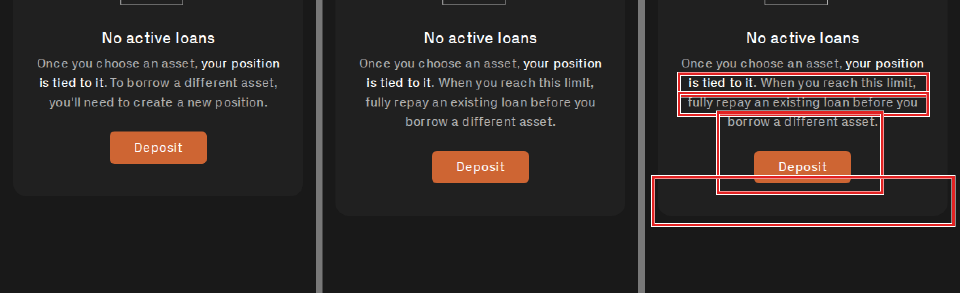 No active loans
Once you choose an asset, your position
is tied to it. To borrow a different asset,
you'll need to create a new position.
Deposit
No active loans
Once you choose an asset, your position
is tied to it. When you reach this limit,
fully repay an existing loan before you
borrow a different asset.
Deposit
No active loans
Once you choose an asset, your position
is tied to it. When you reach this limit,
fully repay an existing loan before you
borrow a different asset.
Deposit